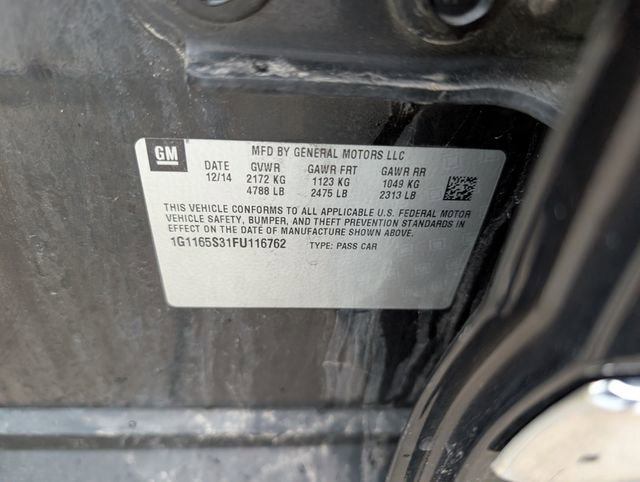 GM
MFD BY GENERAL MOTORS LLC
DATE GVWR GAWR FRT GAWR RR
12/14 2172 KG 1123 KG 1049 KG
4788 LB 2475 LB 2313 LB
THIS VEHICLE CONFORMS TO ALL APPLICABLE U.S. FEDERAL MOTOR
VEHICLE SAFETY, BUMPER, AND THEFT PREVENTION STANDARDS IN
EFFECT ON THE DATE OF MANUFACTURE SHOWN ABOVE.
1G1165S31FU116762 TYPE: PASS CAR